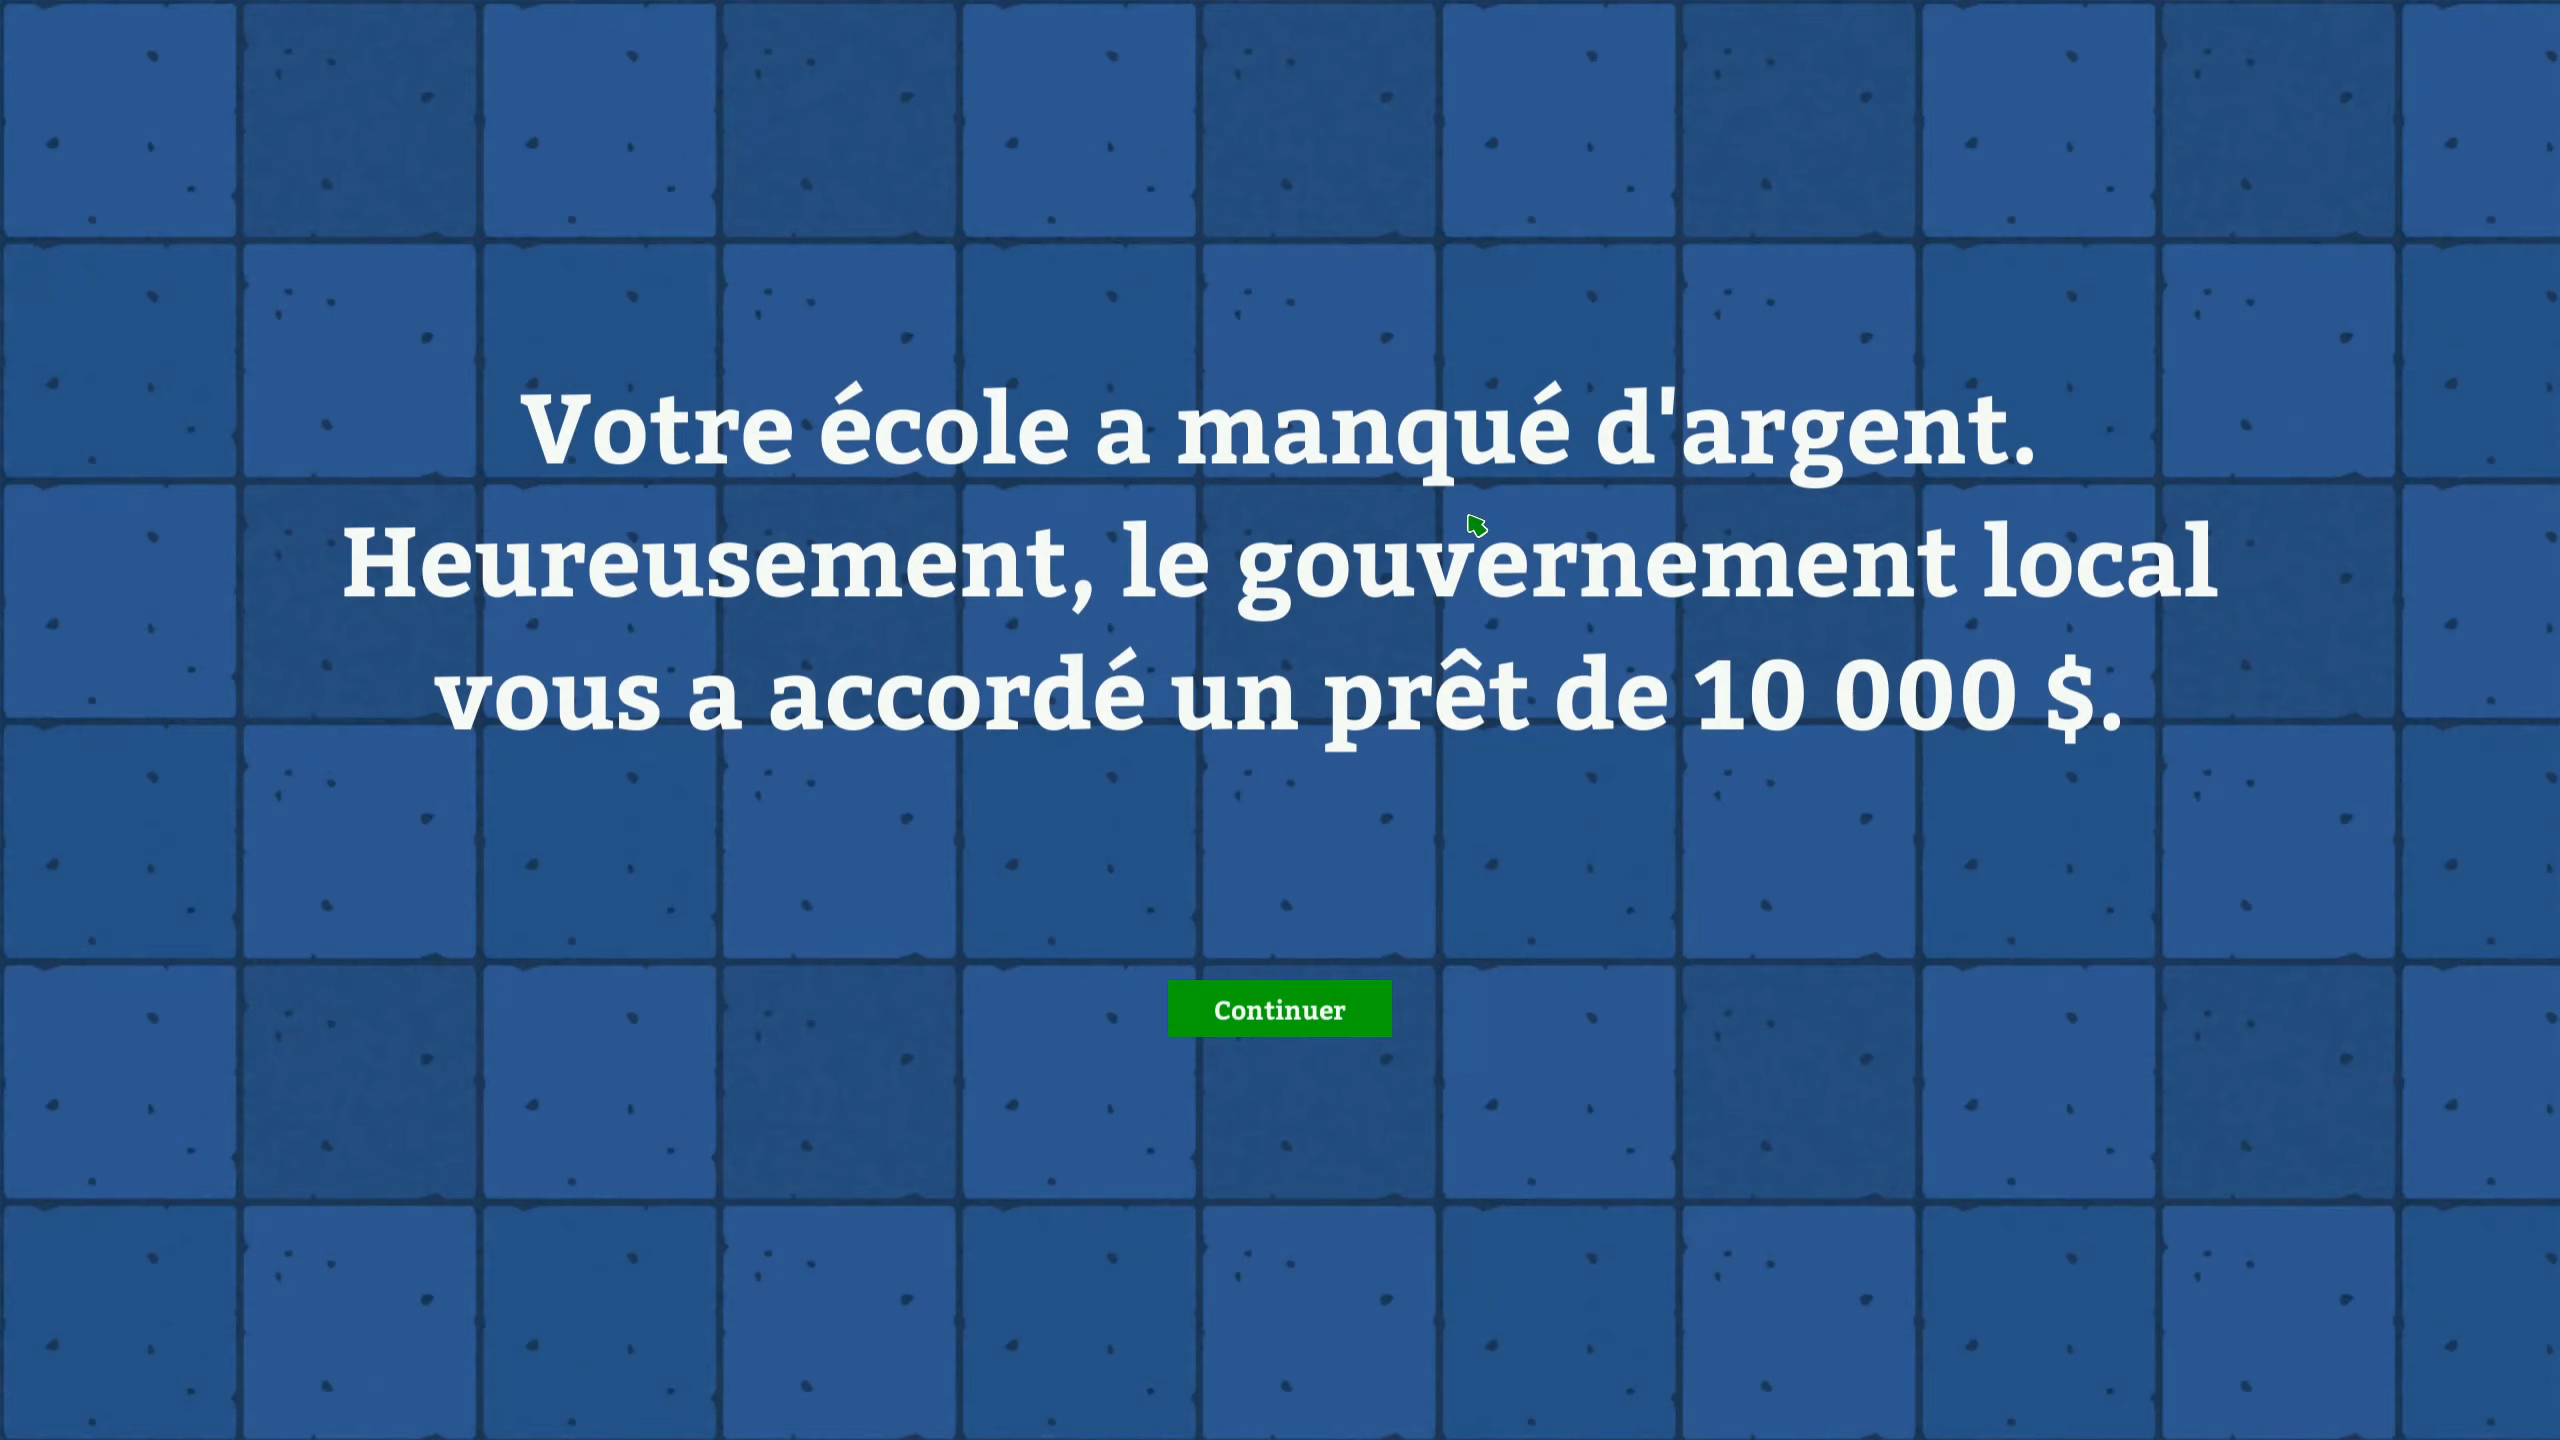 Votre école a manqué d'argent.
Heureusement, le gouvernement local
vous a accordé un prêt de 10 000 $.
Continuer